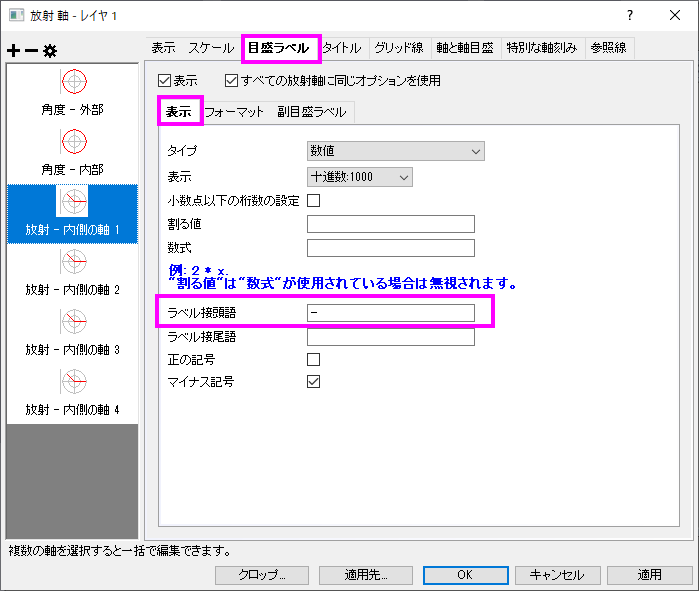 放射 軸 - レイヤ 1
表示 スケール 目盛ラベル タイトル グリッド線 軸と軸目盛 特別な軸刻み 参照線
角度 - 外部
角度 - 内部
放射 - 内側の軸 1
放射 - 内側の軸 2
放射 - 内側の軸 3
放射 - 内側の軸 4
表示 すべての放射軸に同じオプションを使用
表示 フォーマット 副目盛ラベル
タイプ 数値
表示 十進数:1000
小数点以下の桁数の設定
割る値
数式
例: 2 * x.
"割る値"は"数式"が使用されている場合は無視されます。
ラベル接頭語 -
ラベル接尾語
正の記号
マイナス記号
複数の軸を選択すると一括で編集できます。
クロップ... 適用先... OK キャンセル 適用